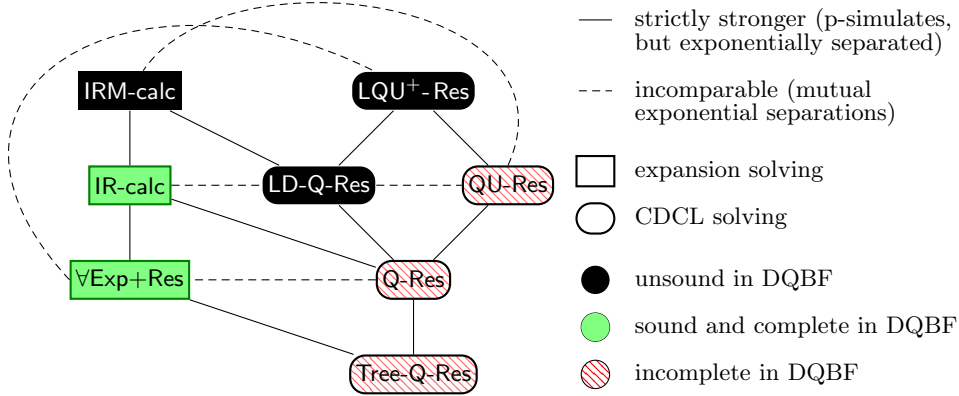 IRM-calc
LQU⁺- Res
IR-calc
LD-Q-Res
QU-Res
∀Exp+Res
Q-Res
Tree-Q-Res
strictly stronger (p-simulates,
but exponentially separated)
incomparable (mutual
exponential separations)
expansion solving
CDCL solving
unsound in DQBF
sound and complete in DQBF
incomplete in DQBF